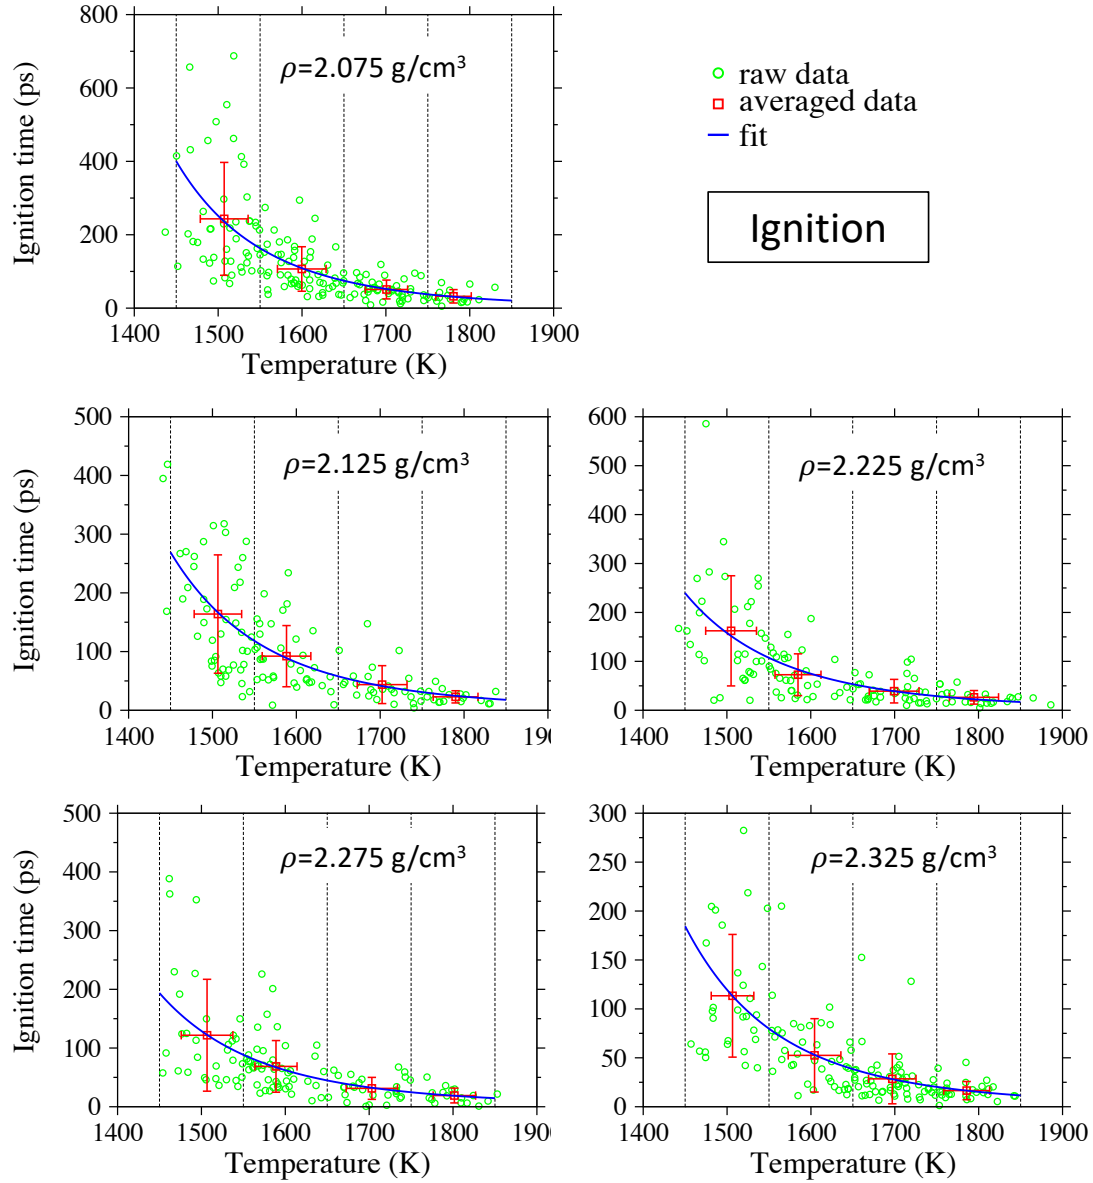 800
600
400
200
0
Ignition time (ps)
ρ=2.075 g/cm³
1400 1500 1600 1700 1800 1900
Temperature (K)
raw data
averaged data
fit
Ignition
500
400
300
200
100
0
Ignition time (ps)
ρ=2.125 g/cm³
1400 1500 1600 1700 1800 190
Temperature (K)
600
500
400
300
200
100
0
ρ=2.225 g/cm³
1400 1500 1600 1700 1800 1900
Temperature (K)
500
400
300
200
100
0
Ignition time (ps)
ρ=2.275 g/cm³
1400 1500 1600 1700 1800 190
Temperature (K)
300
250
200
150
100
50
0
ρ=2.325 g/cm³
1400 1500 1600 1700 1800 1900
Temperature (K)